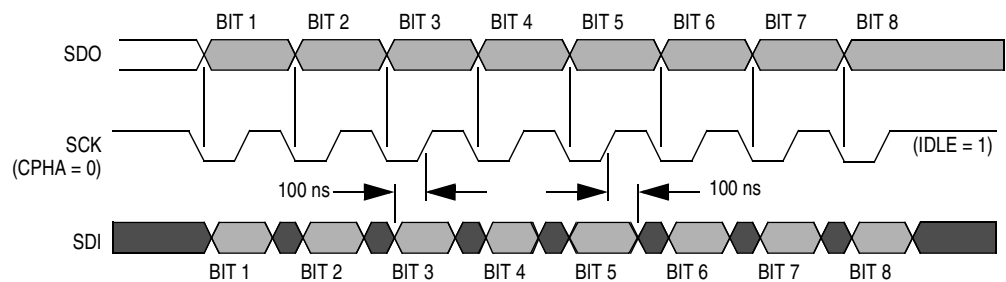 BIT 1 BIT 2 BIT 3 BIT 4 BIT 5 BIT 6 BIT 7 BIT 8
SDO
SCK
(CPHA = 0)
(IDLE = 1)
100 ns
100 ns
SDI
BIT 1 BIT 2 BIT 3 BIT 4 BIT 5 BIT 6 BIT 7 BIT 8